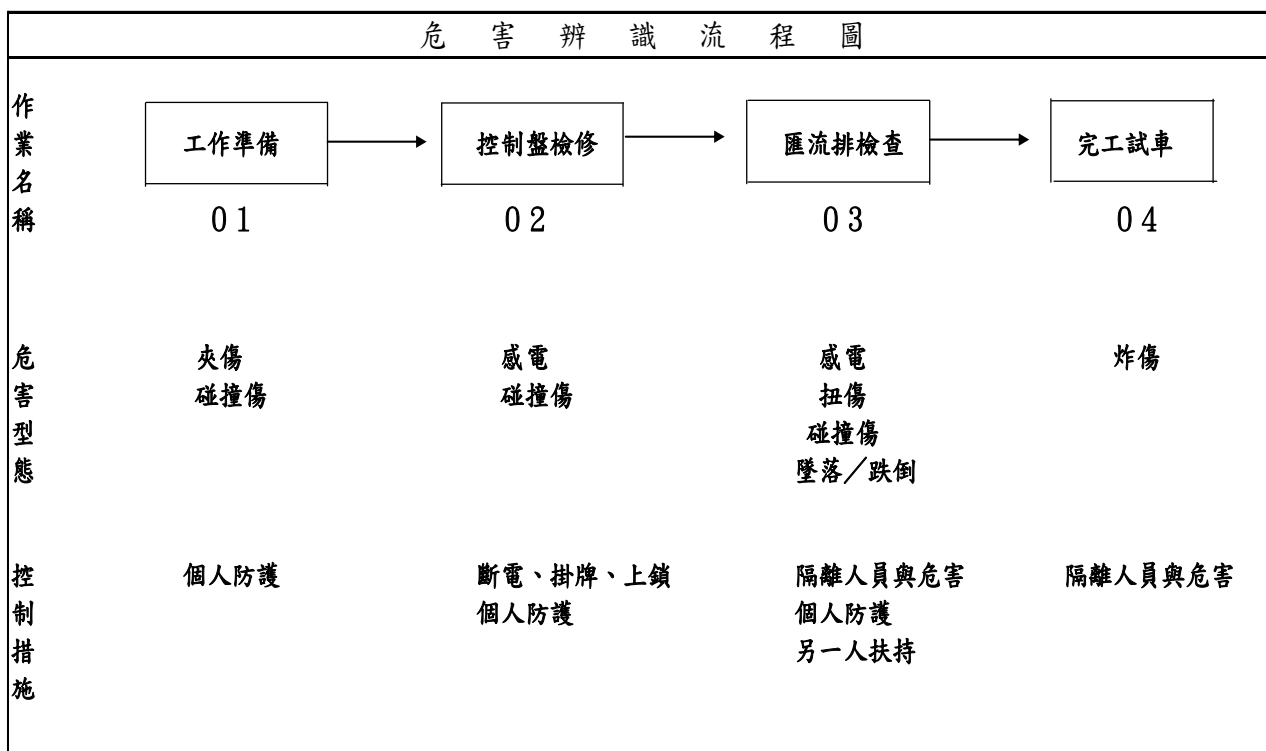 危害辨識流程圖
作業名稱
工作準備
控制盤檢修
匯流排檢查
完工試車
01
02
03
04
危害型態
夾傷
碰撞傷
感電
碰撞傷
感電
扭傷
碰撞傷
墜落／跌倒
炸傷
控制措施
個人防護
斷電、掛牌、上鎖
個人防護
隔離人員與危害
個人防護
另一人扶持
隔離人員與危害